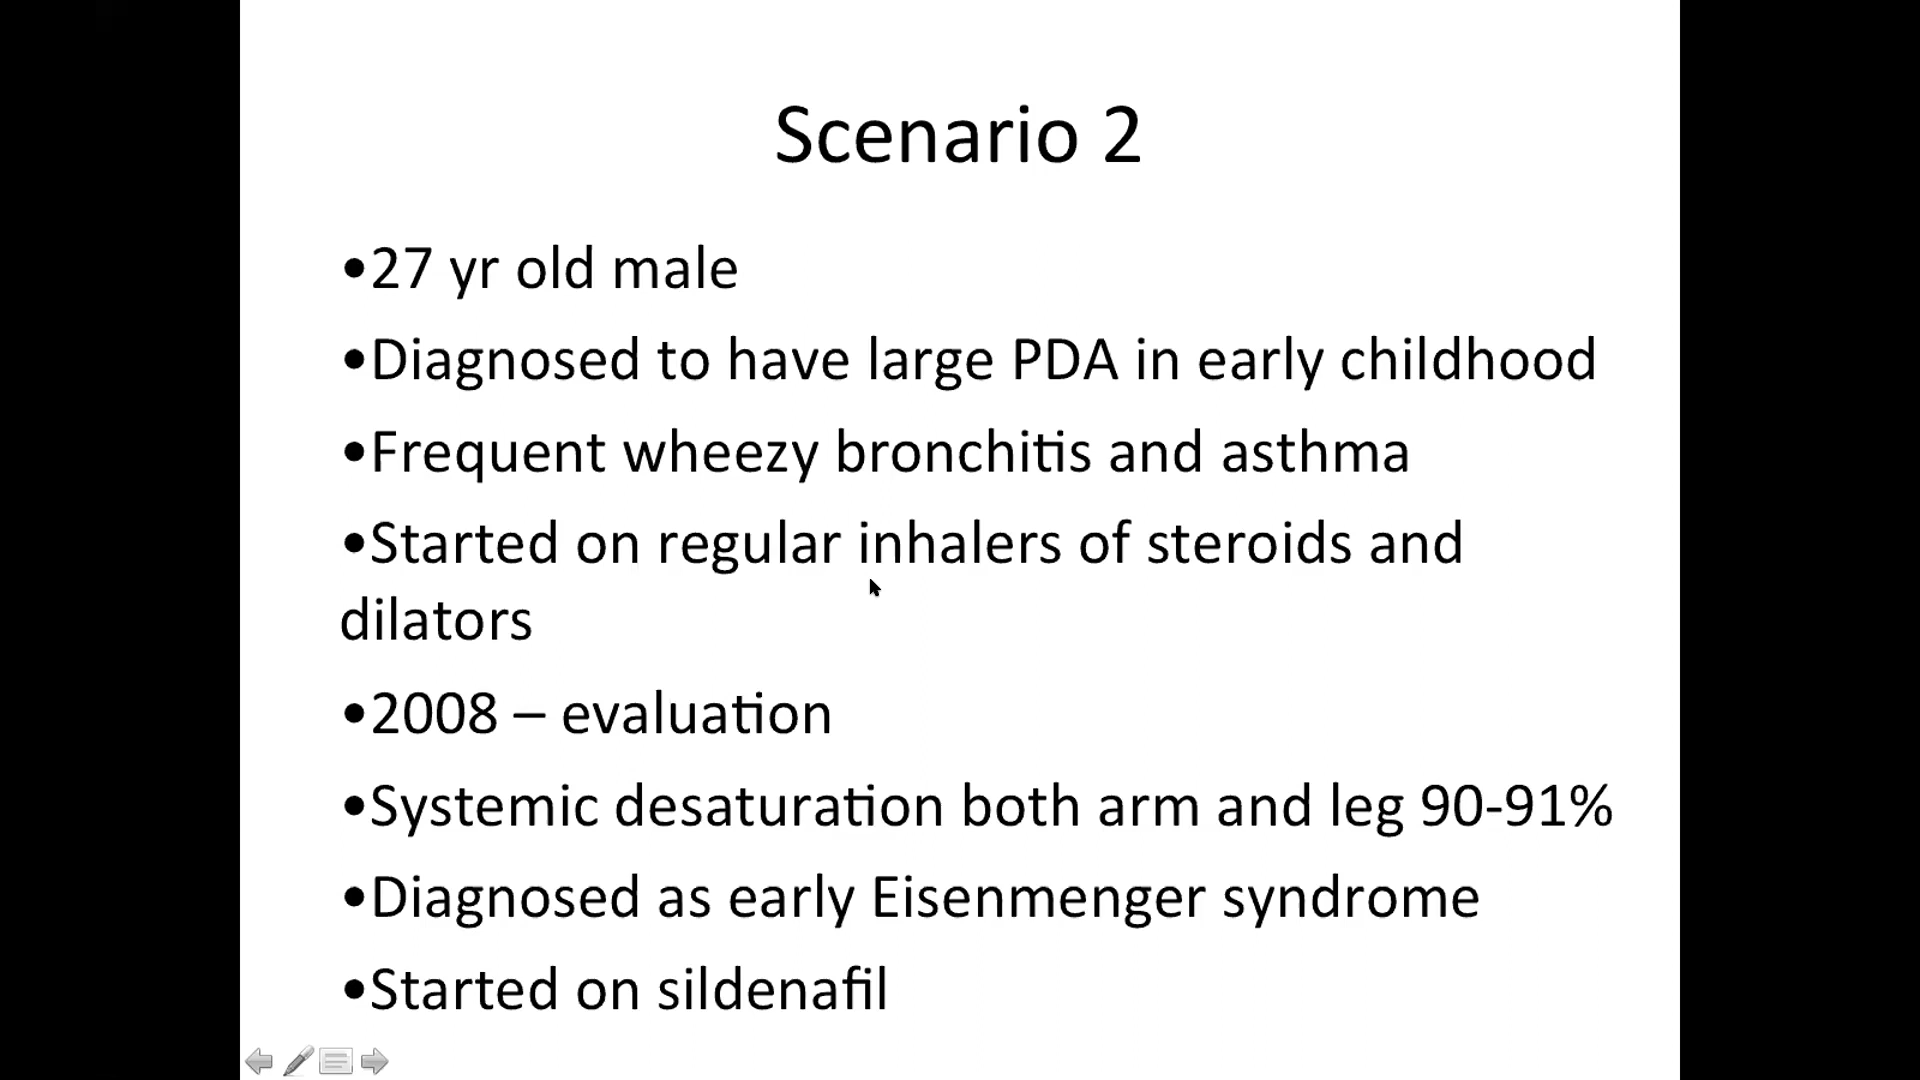 Scenario 2
•27 yr old male
•Diagnosed to have large PDA in early childhood
•Frequent wheezy bronchitis and asthma
•Started on regular inhalers of steroids and
dilators
•2008 – evaluation
•Systemic desaturation both arm and leg 90-91%
•Diagnosed as early Eisenmenger syndrome
•Started on sildenafil